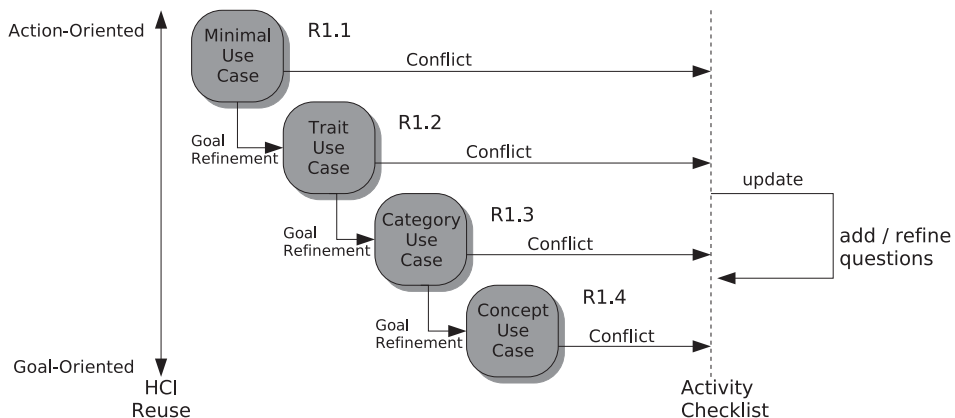 Action-Oriented
Minimal
Use
Case
R1.1
Conflict
Goal
Refinement
Trait
Use
Case
R1.2
Conflict
update
Goal
Refinement
Category
Use
Case
R1.3
Conflict
add / refine
questions
Goal
Refinement
Concept
Use
Case
R1.4
Conflict
Goal-Oriented
HCI
Reuse
Activity
Checklist